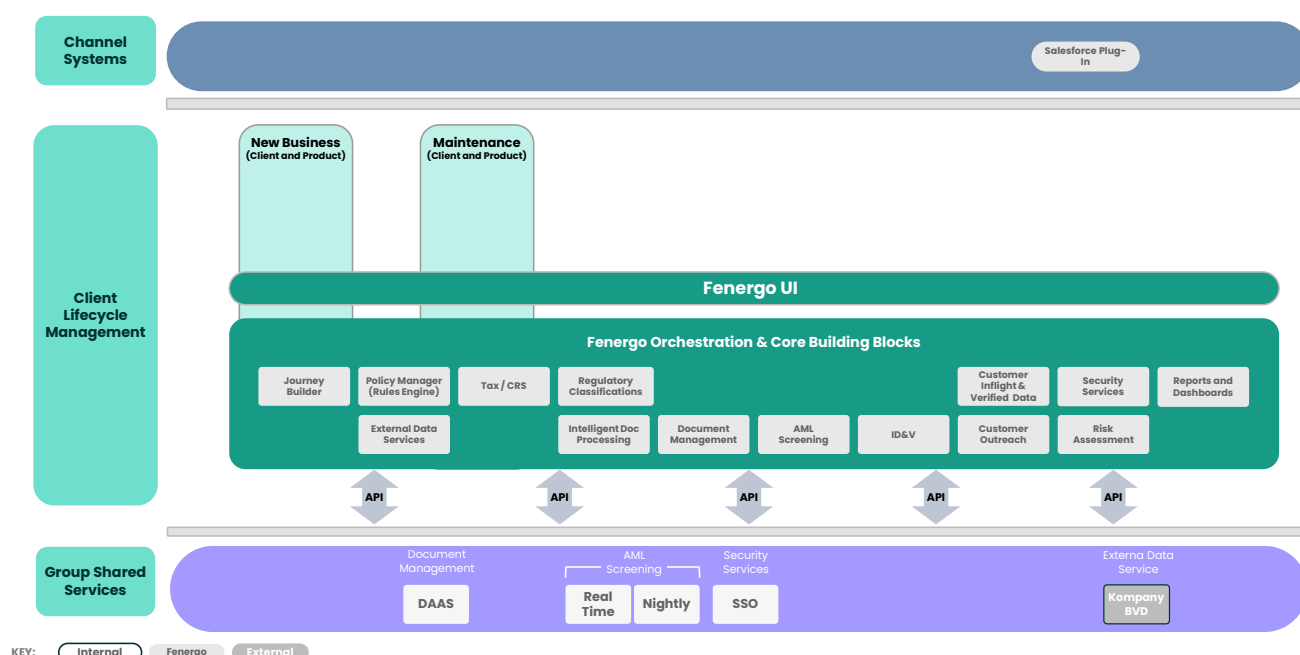 Channel
Systems
Salesforce Plug-
In
New Business
(Client and Product)
Maintenance
(Client and Product)
Client
Lifecycle
Management
Fenergo UI
Fenergo Orchestration & Core Building Blocks
Journey
Builder
Policy Manager
(Rules Engine)
Tax / CRS
Regulatory
Classifications
Customer
Inflight &
Verified Data
Security
Services
Reports and
Dashboards
External Data
Services
Intelligent Doc
Processing
Document
Management
AML
Screening
ID&V
Customer
Outreach
Risk
Assessment
API
API
API
API
API
Group Shared
Services
Document
Management
DAAS
AML
Screening
Real
Time
Nightly
Security
Services
SSO
Externa Data
Service
Kompany
BVD
KEY:
Internal
Fenergo
External